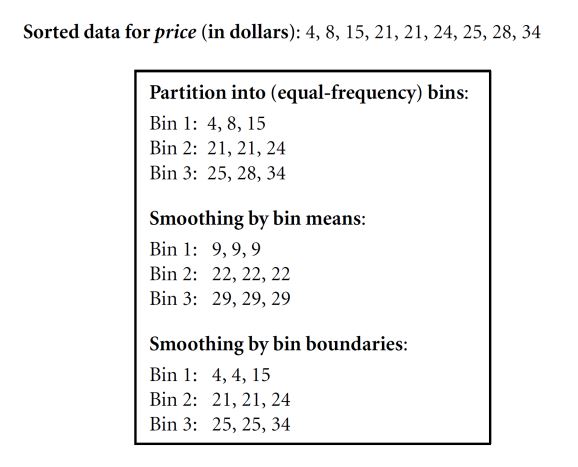 Sorted data for price (in dollars): 4, 8, 15, 21, 21, 24, 25, 28, 34
Partition into (equal-frequency) bins:
Bin 1: 4, 8, 15
Bin 2: 21, 21, 24
Bin 3: 25, 28, 34
Smoothing by bin means:
Bin 1: 9, 9, 9
Bin 2: 22, 22, 22
Bin 3: 29, 29, 29
Smoothing by bin boundaries:
Bin 1: 4, 4, 15
Bin 2: 21, 21, 24
Bin 3: 25, 25, 34